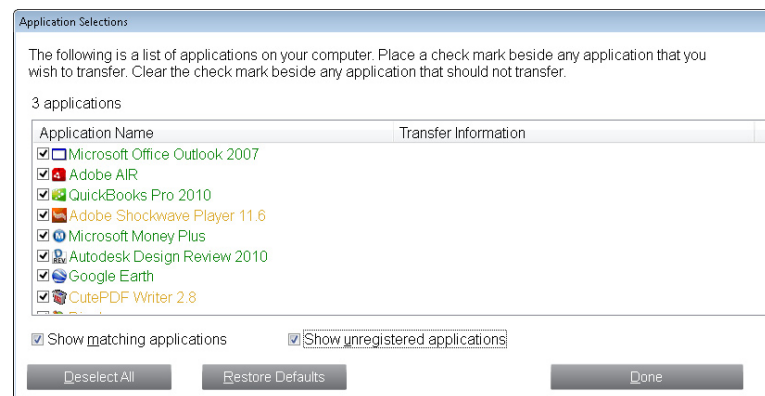 Application Selections
The following is a list of applications on your computer. Place a check mark beside any application that you
wish to transfer. Clear the check mark beside any application that should not transfer.
3 applications
Application Name Transfer Information
Microsoft Office Outlook 2007
Adobe AIR
QuickBooks Pro 2010
Adobe Shockwave Player 11.6
Microsoft Money Plus
Autodesk Design Review 2010
Google Earth
CutePDF Writer 2.8
Show matching applications Show unregistered applications
Deselect All Restore Defaults Done